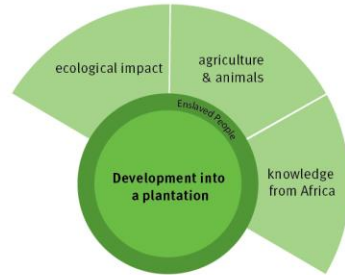 ecological impact
agriculture
& animals
Enslaved People
knowledge
from Africa
Development into
a plantation